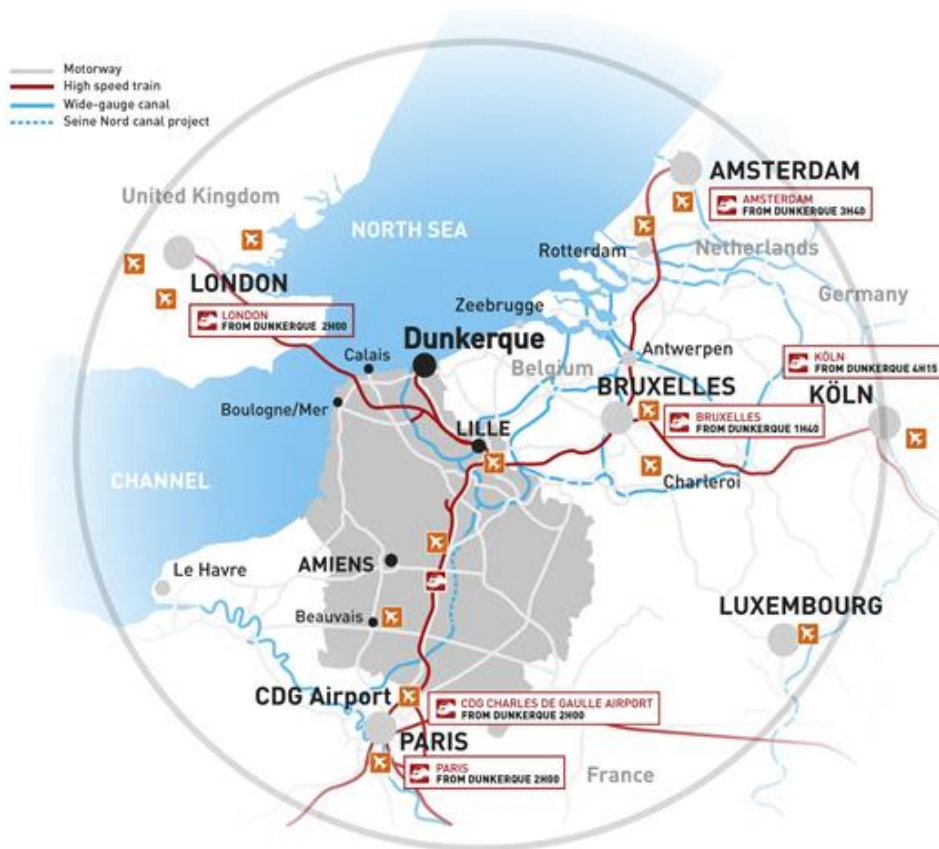 Motorway
High speed train
Wide-gauge canal
Seine Nord canal project
AMSTERDAM
AMSTERDAM
FROM DUNKERQUE 3H40
United Kingdom
NORTH SEA
Rotterdam
Netherlands
LONDON
LONDON
FROM DUNKERQUE 2H00
Zeebrugge
Germany
Dunkerque
Calais
Belgium
Antwerpen
KÖLN
FROM DUNKERQUE 4H15
Boulogne/Mer
BRUXELLES
KÖLN
LILLE
BRUXELLES
FROM DUNKERQUE 1H40
CHANNEL
Charleroi
Le Havre
AMIENS
LUXEMBOURG
Beauvais
CDG Airport
CDG CHARLES DE GAULLE AIRPORT
FROM DUNKERQUE 2H00
PARIS
PARIS
FROM DUNKERQUE 2H00
France